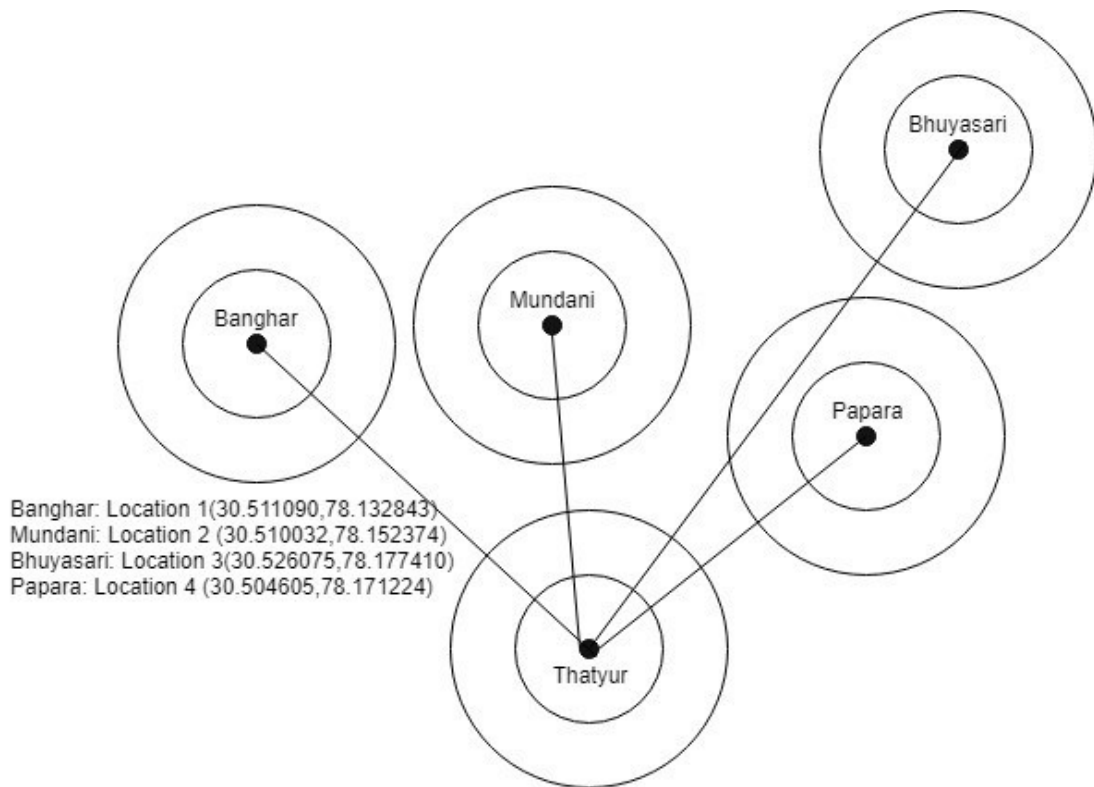 Bhuyasari
Mundani
Banghar
Papara
Banghar: Location 1(30.511090,78.132843)
Mundani: Location 2 (30.510032,78.152374)
Bhuyasari: Location 3(30.526075,78.177410)
Papara: Location 4 (30.504605,78.171224)
Thatyur